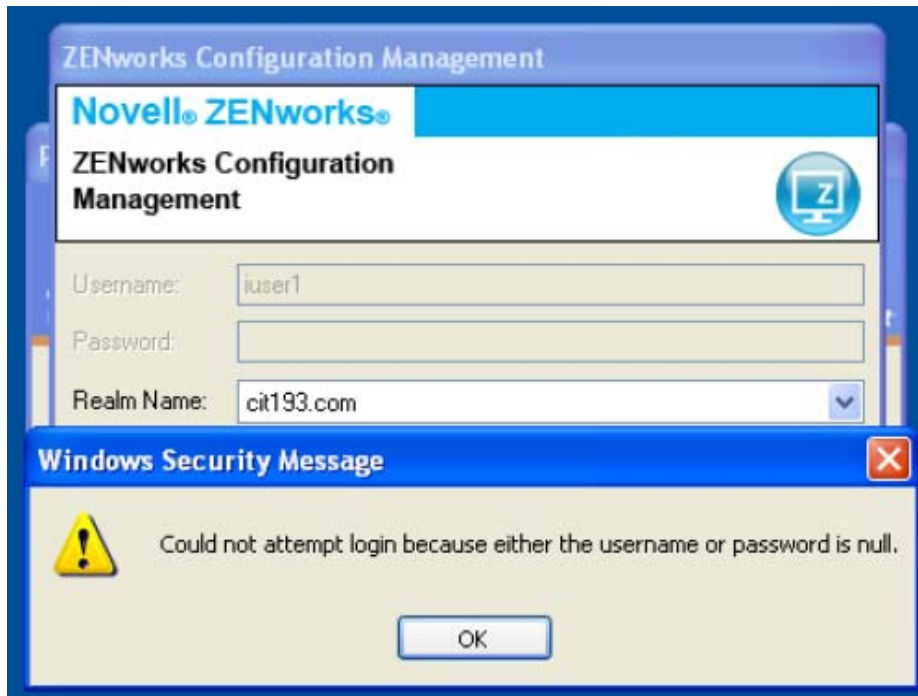 ZENworks Configuration Management
Novell® ZENworks®
ZENworks Configuration
Management
Z
Username: iuser1
Password:
Realm Name: cit193.com
Windows Security Message
Could not attempt login because either the username or password is null.
OK